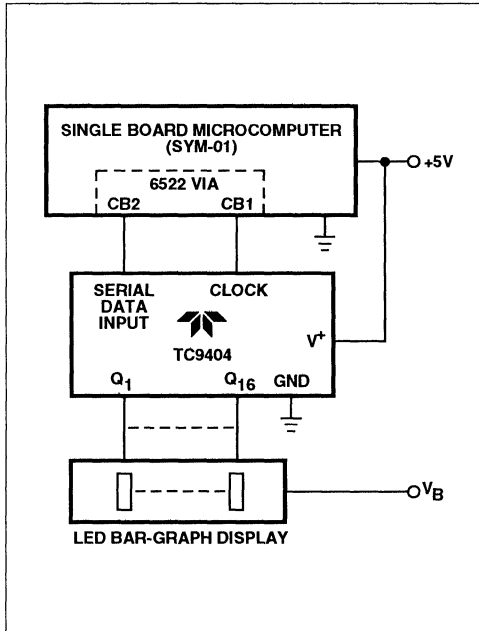 SINGLE BOARD MICROCOMPUTER
(SYM-01)
6522 VIA
CB2 CB1
+5V
SERIAL DATA INPUT
CLOCK
V+
TC9404
Q1 Q16 GND
VB
LED BAR-GRAPH DISPLAY